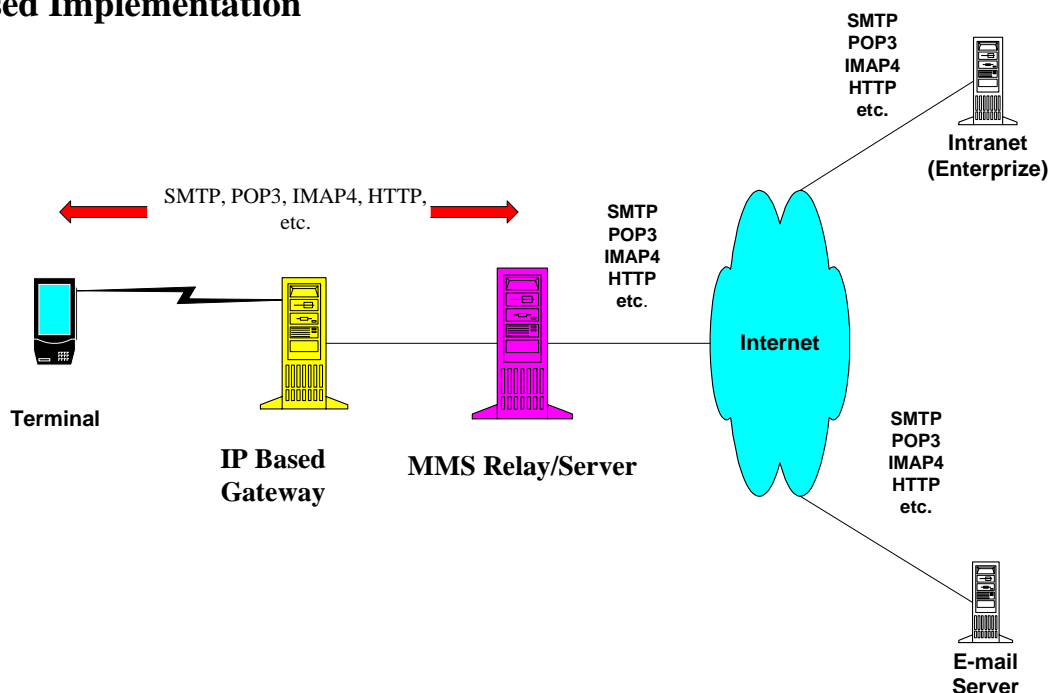 sed Implementation
SMTP
POP3
IMAP4
HTTP
etc.
Intranet
(Enterprize)
SMTP, POP3, IMAP4, HTTP,
etc.
SMTP
POP3
IMAP4
HTTP
etc.
Internet
Terminal
IP Based
Gateway
MMS Relay/Server
SMTP
POP3
IMAP4
HTTP
etc.
E-mail
Server